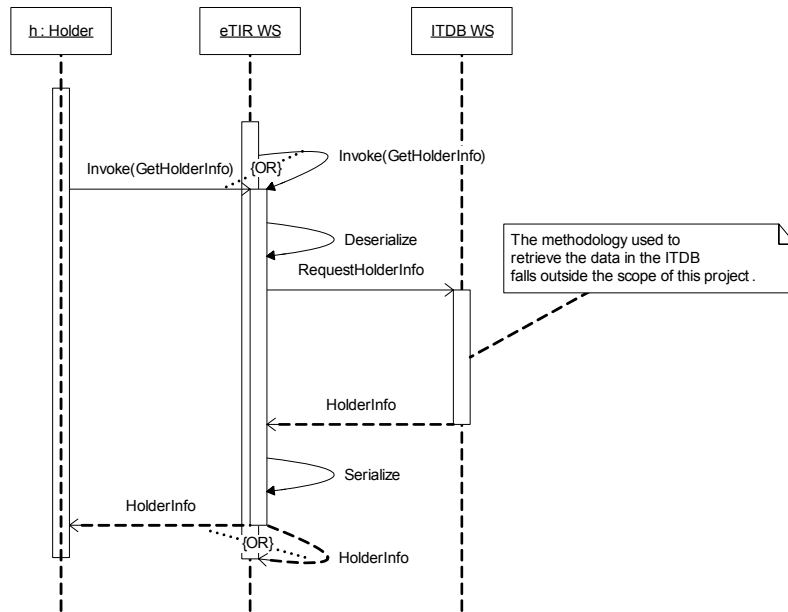 h : Holder
eTIR WS
ITDB WS
Invoke(GetHolderInfo)
{OR}
Invoke(GetHolderInfo)
Deserialize
RequestHolderInfo
The methodology used to
retrieve the data in the ITDB
falls outside the scope of this project .
HolderInfo
Serialize
HolderInfo
{OR}
HolderInfo